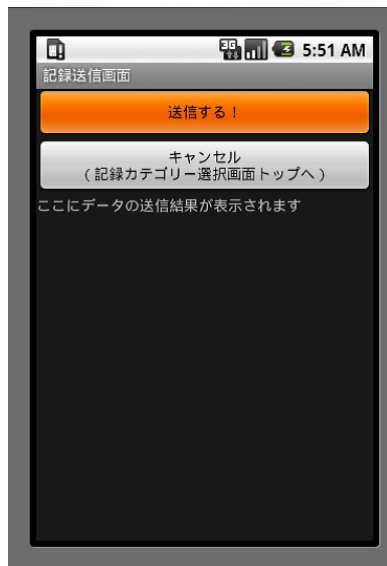 3G 5:51 AM
記録送信画面
送信する！
キャンセル
(記録カテゴリー選択画面トップへ)
ここにデータの送信結果が表示されます